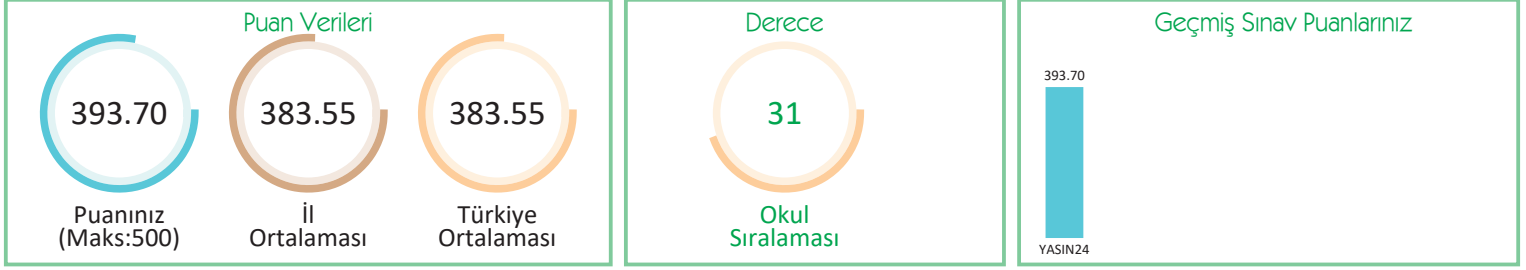 Puan Verileri
393.70
383.55
383.55
Puanınız
(Maks:500)
İl
Ortalaması
Türkiye
Ortalaması
Derece
31
Okul
Sıralaması
Geçmiş Sınav Puanlarınız
393.70
YASIN24